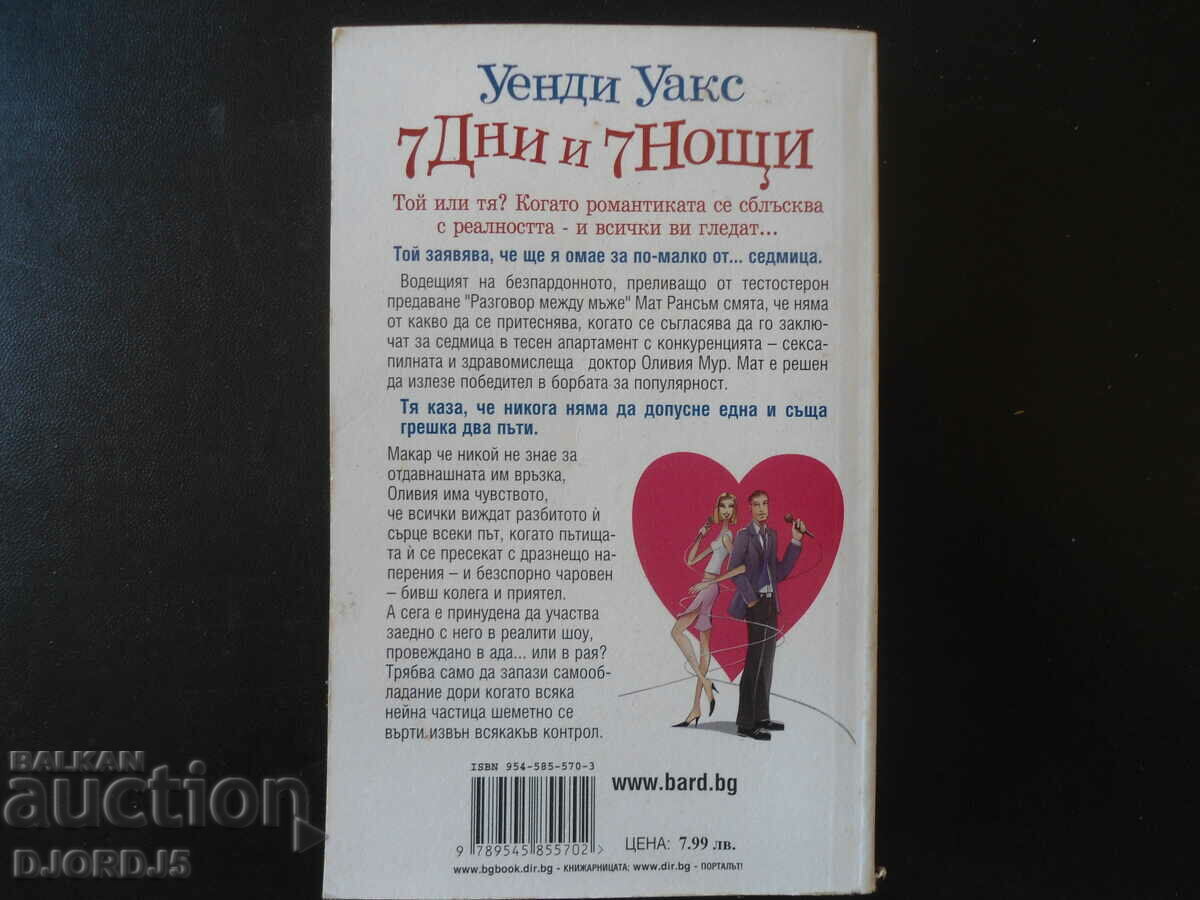 Уенди Уакс
7 Дни и 7 Нощи
Той или тя? Когато романтиката се сблъсква
с реалността - и всички ви гледат...
Той заявява, че ще я омае за по-малко от... седмица.
Водещият на безпардонното, преливащо от тестостерон
предаване "Разговор между мъже" Мат Рансъм смята, че няма
от какво да се притеснява, когато се съгласява да го заклю-
чат за седмица в тесен апартамент с конкуренцията – секса-
пилната и здравомислеща доктор Оливия Мур. Мат е решен
да излезе победител в борбата за популярност.
Тя каза, че никога няма да допусне една и съща
грешка два пъти.
Макар че никой не знае за
отдавнашната им връзка,
Оливия има чувството,
че всички виждат разбитото ѝ
сърце всеки път, когато пътища-
та ѝ се пресекат с дразнещо на-
перения – и безспорно чаровен
– бивш колега и приятел.
А сега е принудена да участва
заедно с него в реалити шоу,
провеждано в ада... или в рая?
Трябва само да запази самооб-
ладание дори когато всяка
нейна частица шеметно се
върти извън всякакъв контрол.
ISBN 954-585-570-3
www.bard.bg
ЦЕНА: 7.99 лв.
9 789545 855702 >
www.bgbook.dir.bg - КНИЖАРНИЦАТА; www.dir.bg - ПОРТАЛЪТ!
BALKAN
auction
DJORD_J5